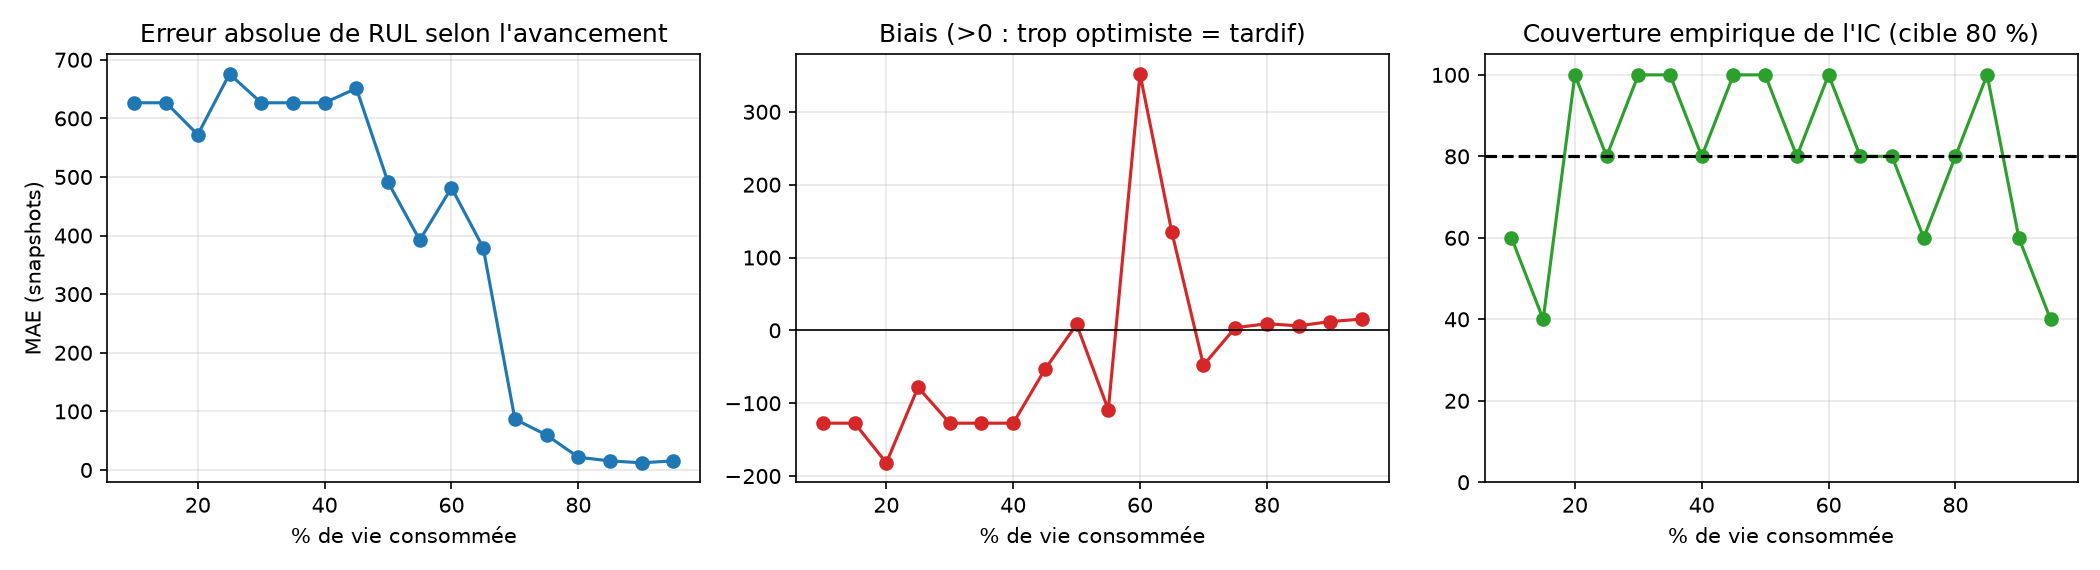 Erreur absolue de RUL selon l'avancement
700
600
500
400
300
200
100
0
MAE (snapshots)
20 40 60 80
% de vie consommée
Biais (>0 : trop optimiste = tardif)
300
200
100
0
−100
−200
20 40 60 80
% de vie consommée
Couverture empirique de l'IC (cible 80 %)
100
80
60
40
20
0
20 40 60 80
% de vie consommée